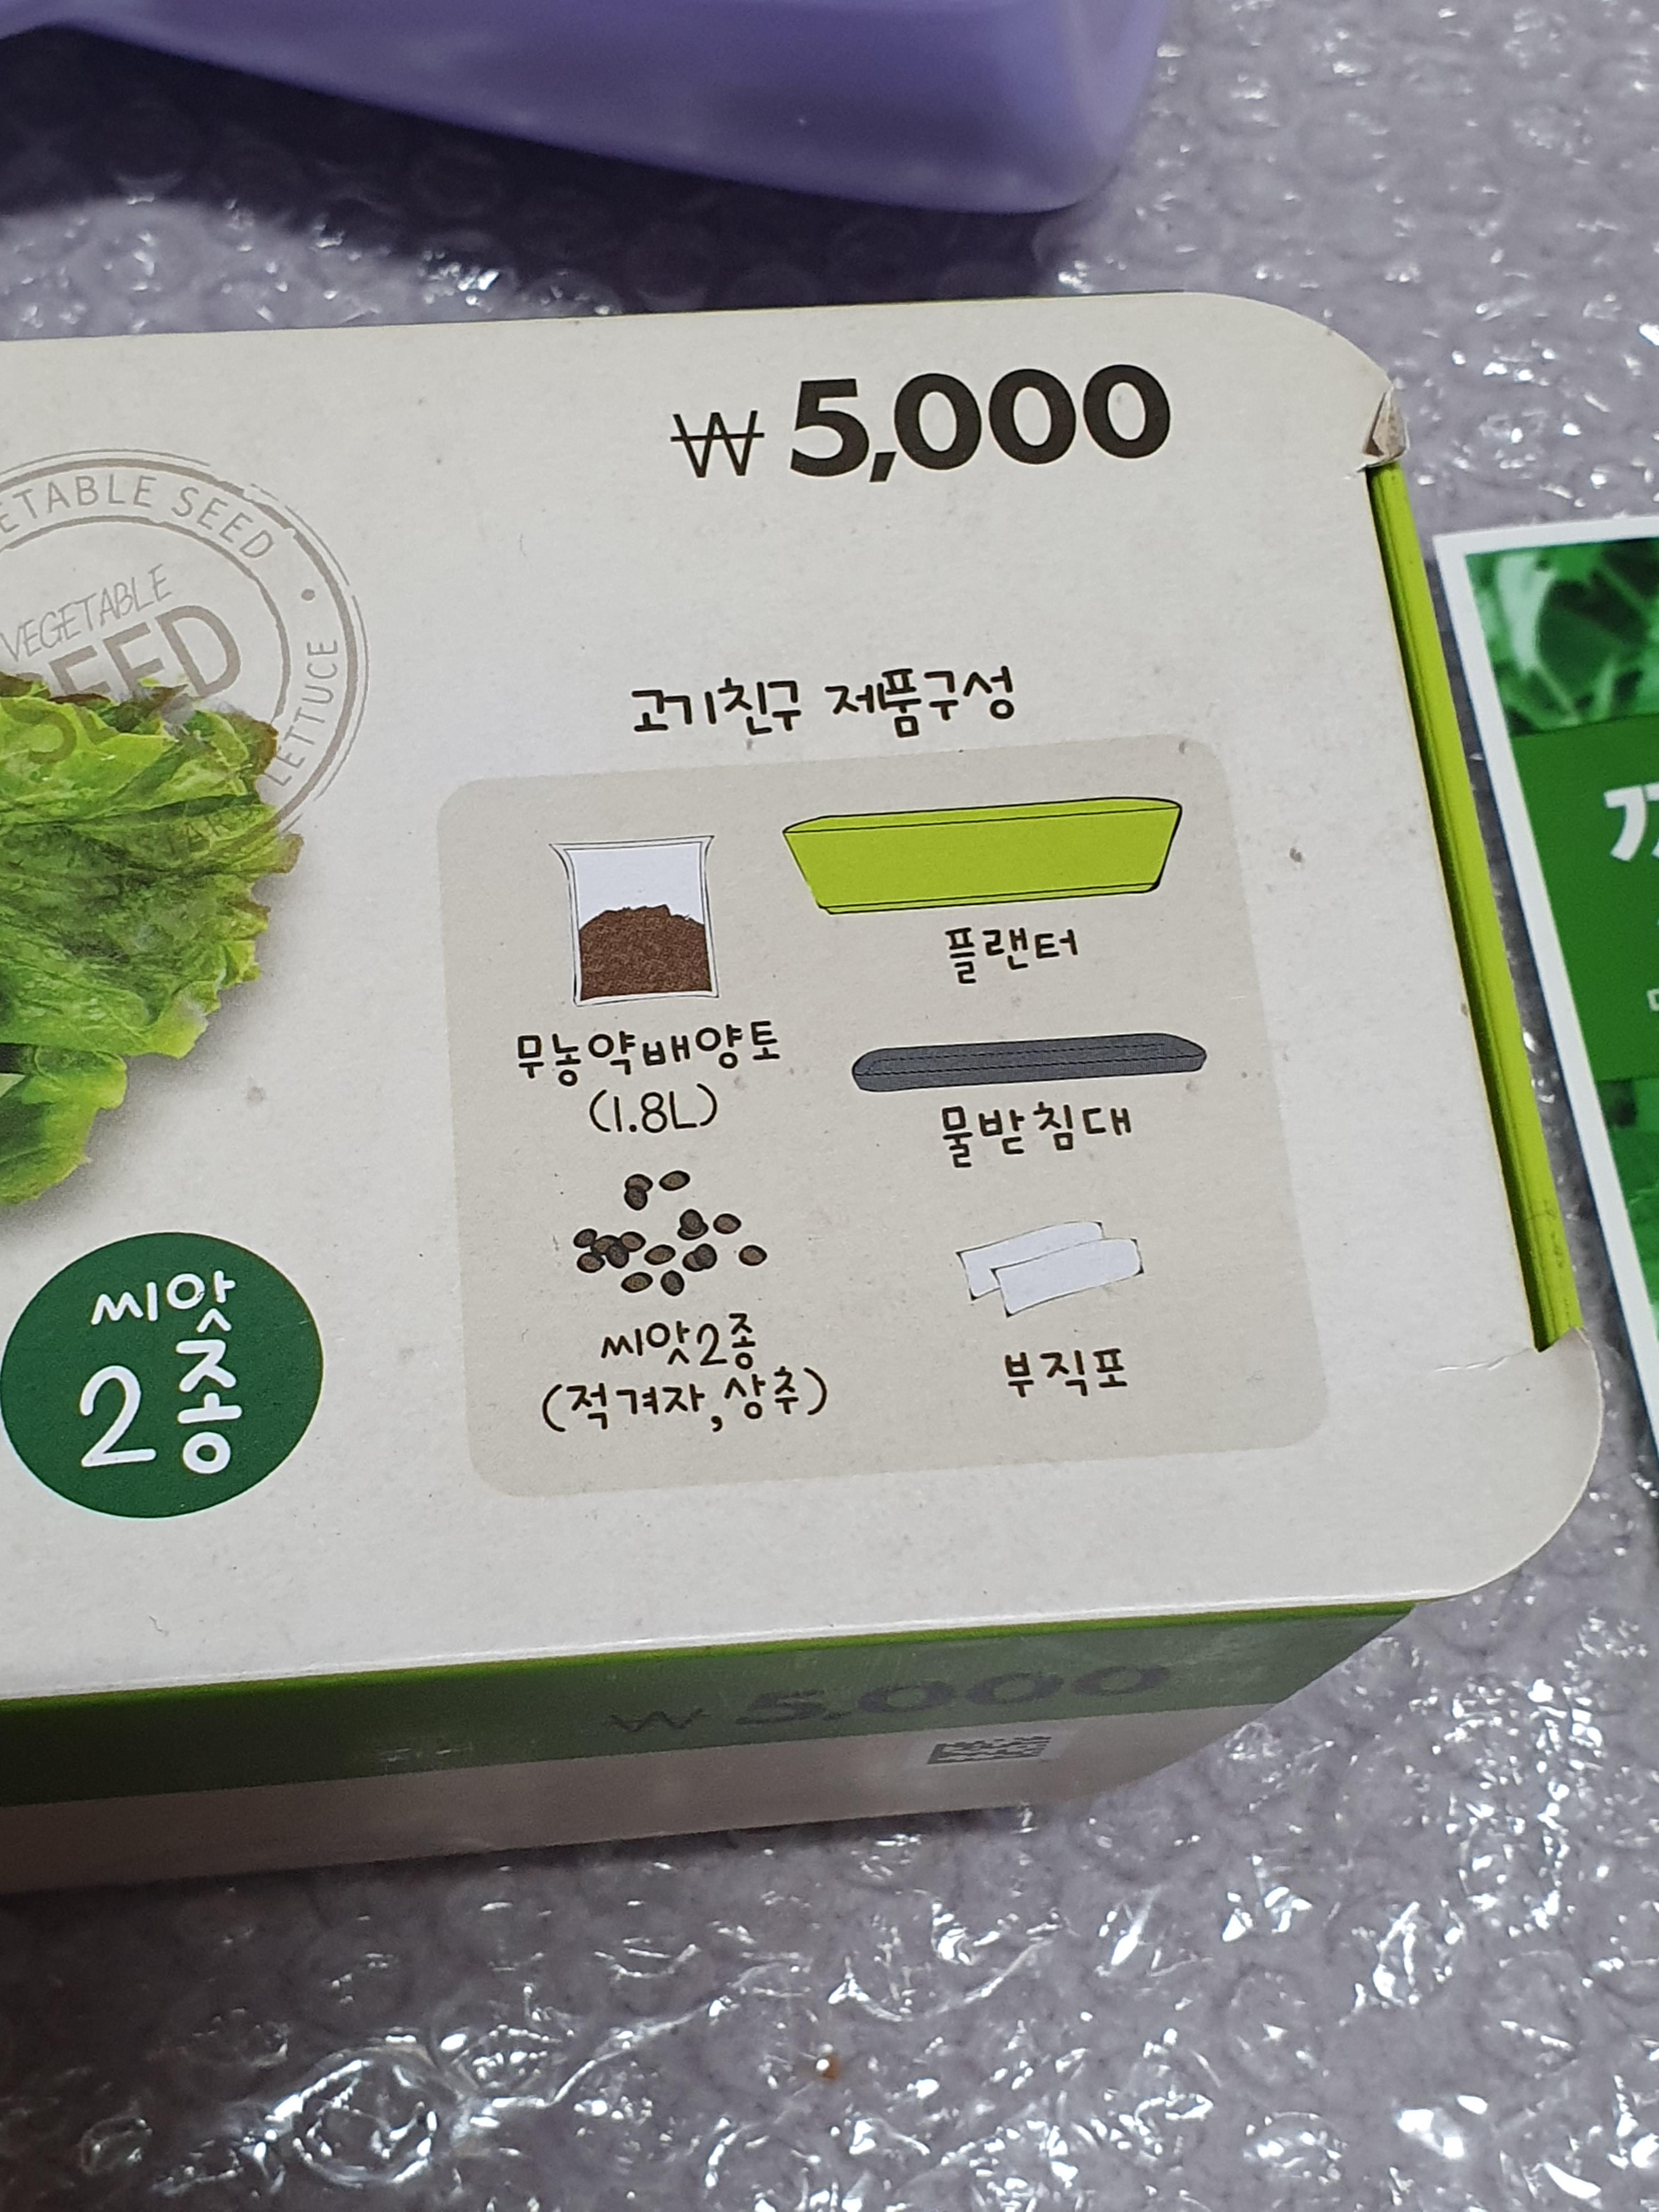 ₩ 5,000
VEGETABLE
LETTUCE
고기친구 제품구성
플랜터
무농약배양토
(1.8L)
물받침대
씨앗2종
(적겨자,상추)
부직포
씨앗
2종
₩ 5,000